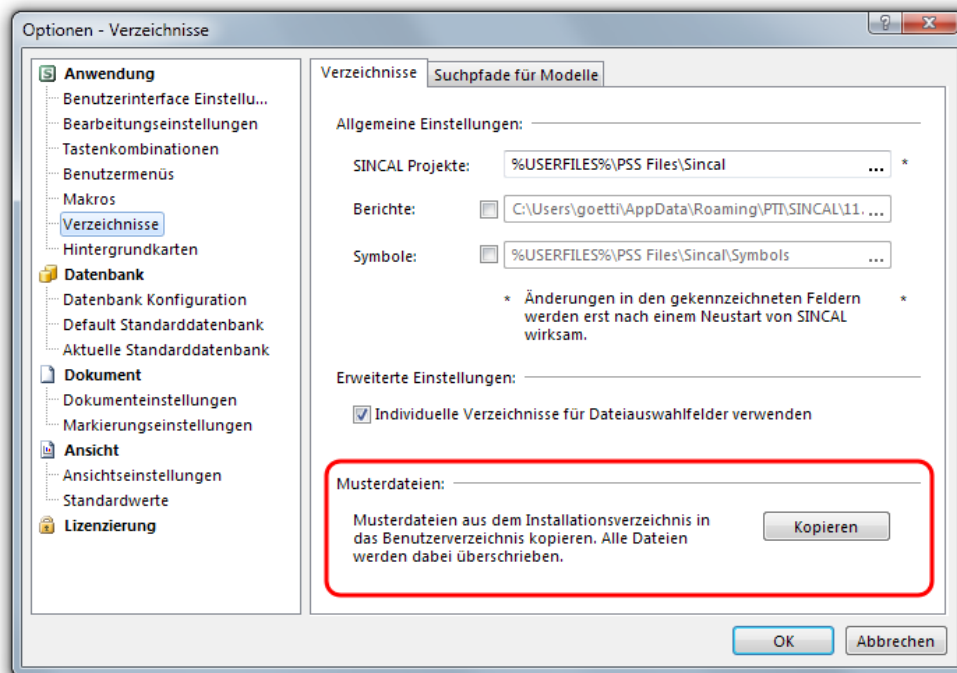 Optionen - Verzeichnisse
Anwendung
Benutzerinterface Einstellu...
Bearbeitungseinstellungen
Tastenkombinationen
Benutzermenüs
Makros
Verzeichnisse
Hintergrundkarten
Datenbank
Datenbank Konfiguration
Default Standarddatenbank
Aktuelle Standarddatenbank
Dokument
Dokumenteinstellungen
Markierungseinstellungen
Ansicht
Ansichtseinstellungen
Standardwerte
Lizenzierung
Verzeichnisse Suchpfade für Modelle
Allgemeine Einstellungen:
SINCAL Projekte: %USERFILES%\PSS Files\Sincal ... *
Berichte: C:\Users\goetti\AppData\Roaming\PTI\SINCAL\11. ...
Symbole: %USERFILES%\PSS Files\Sincal\Symbols ...
* Änderungen in den gekennzeichneten Feldern *
werden erst nach einem Neustart von SINCAL
wirksam.
Erweiterte Einstellungen:
Individuelle Verzeichnisse für Dateiauswahlfelder verwenden
Musterdateien:
Musterdateien aus dem Installationsverzeichnis in
das Benutzerverzeichnis kopieren. Alle Dateien
werden dabei überschrieben.
Kopieren
OK Abbrechen